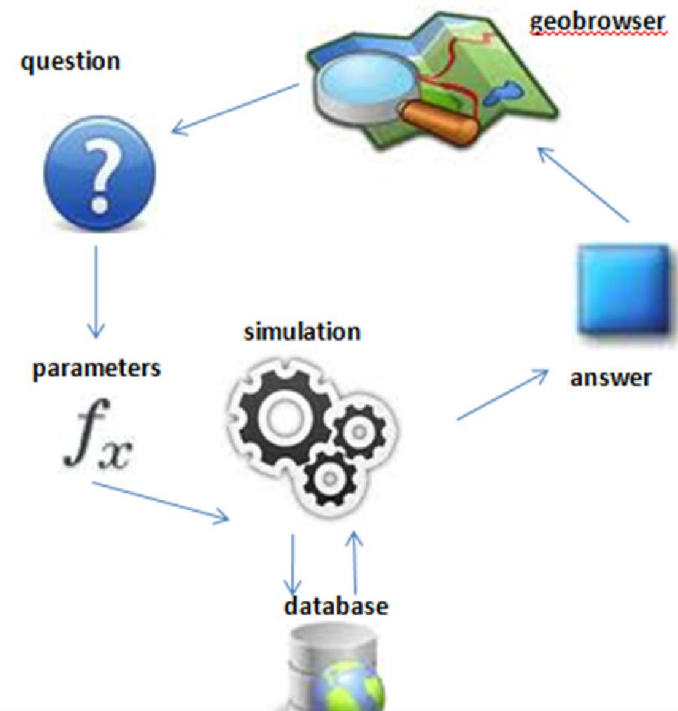 geobrowser
question
?
simulation
parameters
answer
fx
database